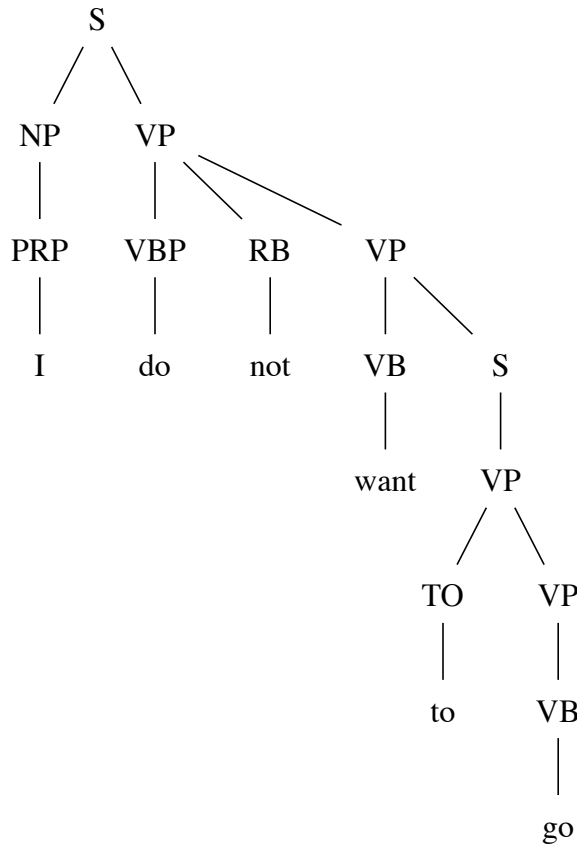 S
NP VP
PRP VBP RB VP
I do not VB S
want VP
TO VP
to VB
go